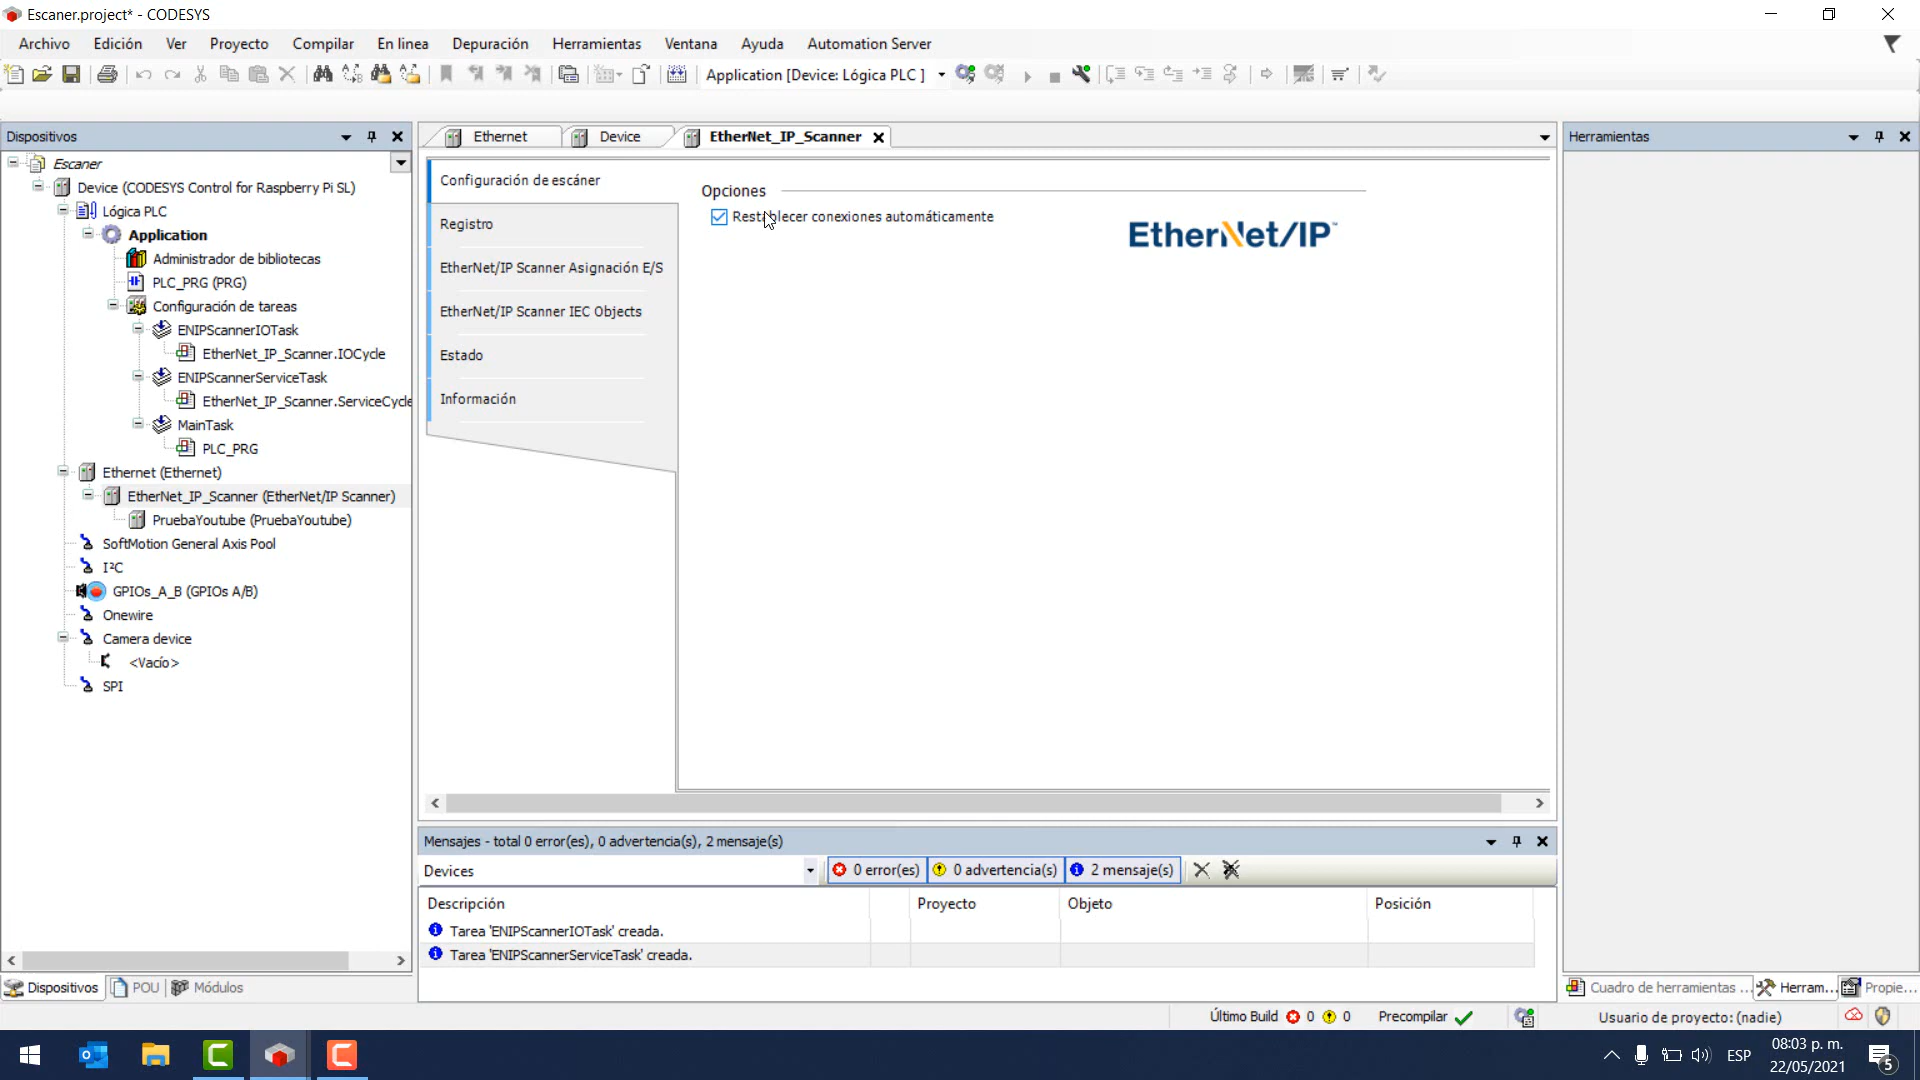 Escaner.project* - CODESYS
Archivo Edición Ver Proyecto Compilar En linea Depuración Herramientas Ventana Ayuda Automation Server
Application [Device: Lógica PLC ]
Dispositivos
Escaner
Device (CODESYS Control for Raspberry Pi SL)
Lógica PLC
Application
Administrador de bibliotecas
PLC_PRG (PRG)
Configuración de tareas
ENIPScannerIOTask
EtherNet_IP_Scanner.IOCycle
ENIPScannerServiceTask
EtherNet_IP_Scanner.ServiceCycle
MainTask
PLC_PRG
Ethernet (Ethernet)
EtherNet_IP_Scanner (EtherNet/IP Scanner)
PruebaYoutube (PruebaYoutube)
SoftMotion General Axis Pool
I²C
GPIOs_A_B (GPIOs A/B)
Onewire
Camera device
<Vacío>
SPI
Dispositivos POU Módulos
Ethernet Device EtherNet_IP_Scanner
Configuración de escáner
Registro
EtherNet/IP Scanner Asignación E/S
EtherNet/IP Scanner IEC Objects
Estado
Información
Opciones
Restablecer conexiones automáticamente
EtherNet/IP™
Mensajes - total 0 error(es), 0 advertencia(s), 2 mensaje(s)
Devices 0 error(es) 0 advertencia(s) 2 mensaje(s)
Descripción Proyecto Objeto Posición
Tarea 'ENIPScannerIOTask' creada.
Tarea 'ENIPScannerServiceTask' creada.
Herramientas
Cuadro de herramientas ... Herram... Propie...
Último Build 0 0 Precompilar Usuario de proyecto: (nadie)
ESP
08:03 p. m.
22/05/2021
5